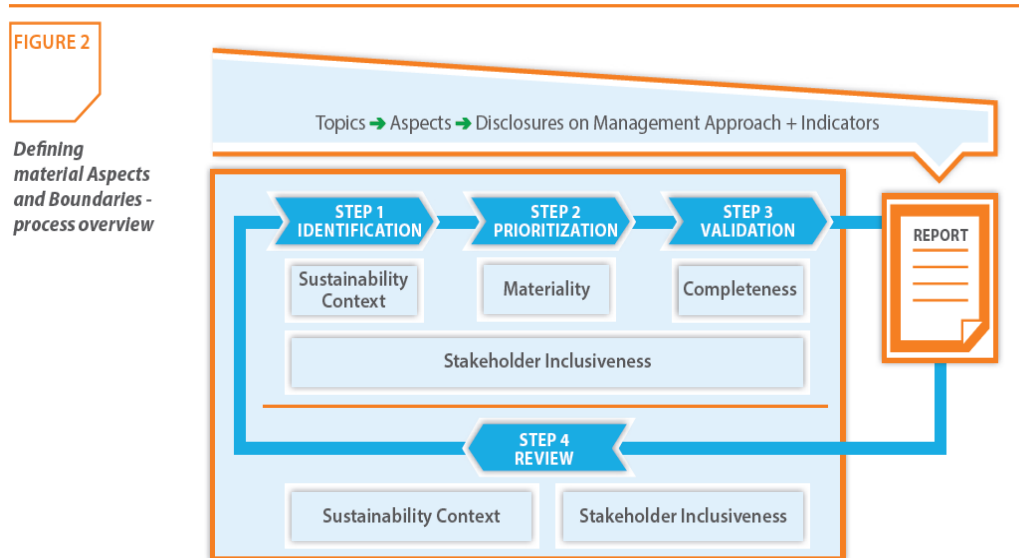 FIGURE 2
Defining
material Aspects
and Boundaries -
process overview
Topics ➔ Aspects ➔ Disclosures on Management Approach + Indicators
STEP 1
IDENTIFICATION
STEP 2
PRIORITIZATION
STEP 3
VALIDATION
REPORT
Sustainability
Context
Materiality
Completeness
Stakeholder Inclusiveness
STEP 4
REVIEW
Sustainability Context
Stakeholder Inclusiveness